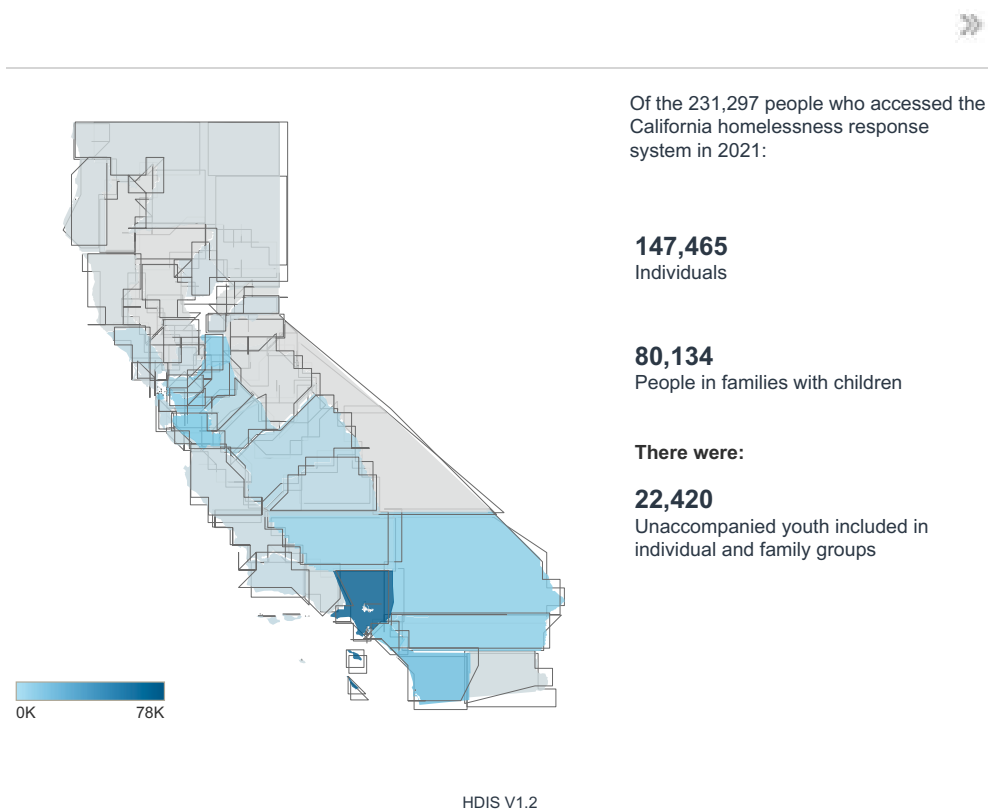 Of the 231,297 people who accessed the
California homelessness response
system in 2021:
147,465
Individuals
80,134
People in families with children
There were:
22,420
Unaccompanied youth included in
individual and family groups
0K 78K
HDIS V1.2